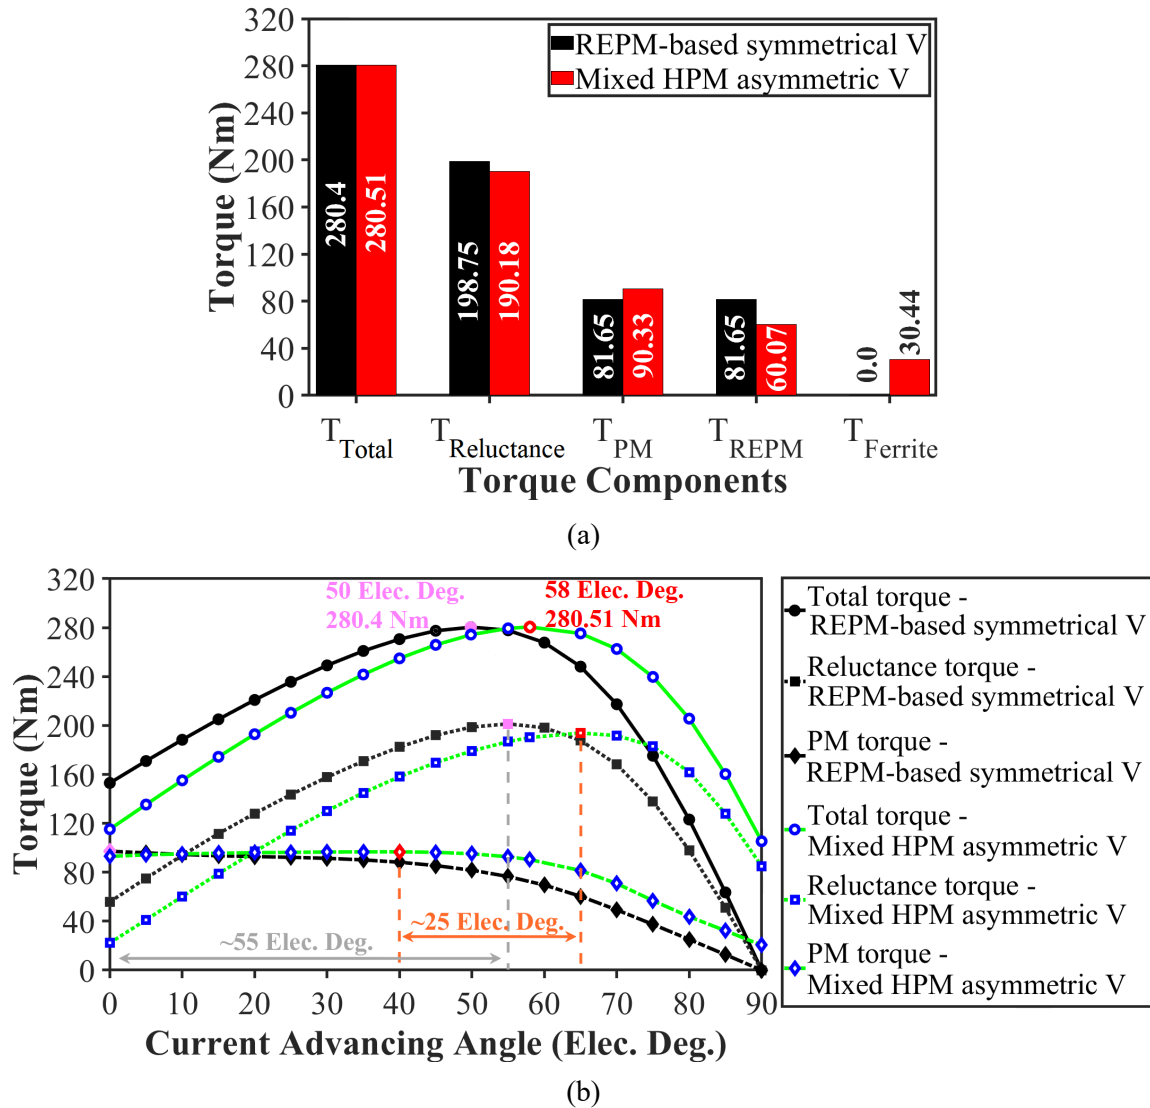 320
280
240
200
160
120
80
40
0
Torque (Nm)
REPM-based symmetrical V
Mixed HPM asymmetric V
280.4
280.51
198.75
190.18
81.65
90.33
81.65
60.07
0.0
30.44
T Total
T Reluctance
T PM
T REPM
T Ferrite
Torque Components
(a)
320
280
240
200
160
120
80
40
0
Torque (Nm)
50 Elec. Deg.
280.4 Nm
58 Elec. Deg.
280.51 Nm
~25 Elec. Deg.
~55 Elec. Deg.
0 10 20 30 40 50 60 70 80 90
Current Advancing Angle (Elec. Deg.)
Total torque -
REPM-based symmetrical V
Reluctance torque -
REPM-based symmetrical V
PM torque -
REPM-based symmetrical V
Total torque -
Mixed HPM asymmetric V
Reluctance torque -
Mixed HPM asymmetric V
PM torque -
Mixed HPM asymmetric V
(b)